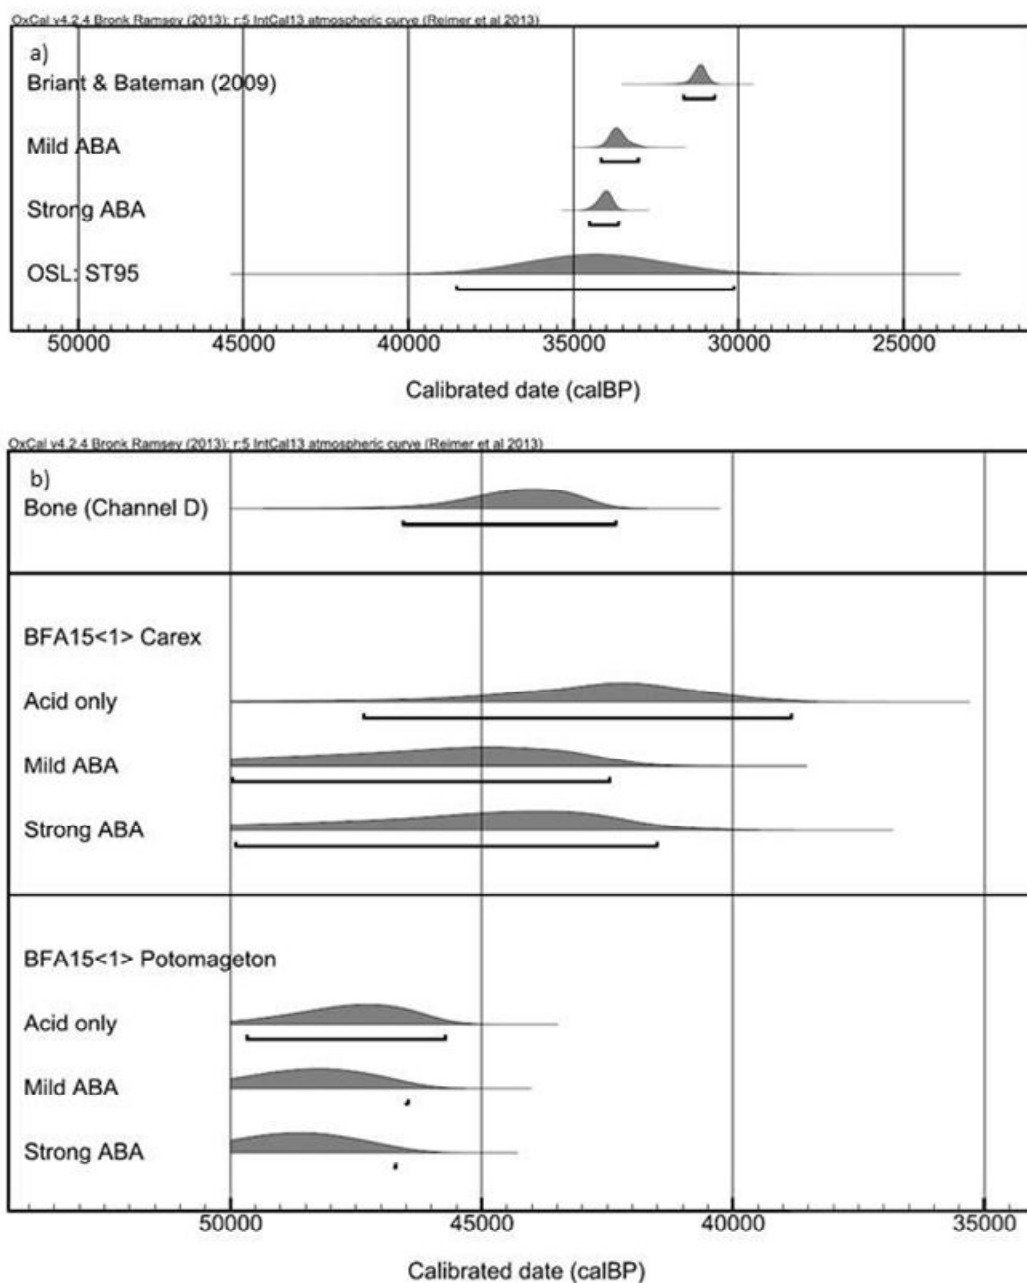 OxCal v4.2.4 Bronk Ramsey (2013); r:5 IntCal13 atmospheric curve (Reimer et al 2013)
a)
Briant & Bateman (2009)
Mild ABA
Strong ABA
OSL: ST95
50000 45000 40000 35000 30000 25000
Calibrated date (calBP)
OxCal v4.2.4 Bronk Ramsey (2013); r:5 IntCal13 atmospheric curve (Reimer et al 2013)
b)
Bone (Channel D)
BFA15<1> Carex
Acid only
Mild ABA
Strong ABA
BFA15<1> Potomageton
Acid only
Mild ABA
Strong ABA
50000 45000 40000 35000
Calibrated date (calBP)